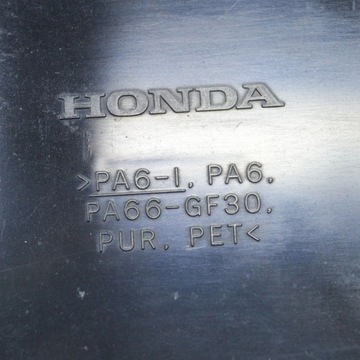 HONDA
>PA6-I, PA6,
PA66-GF30,
PUR, PET<